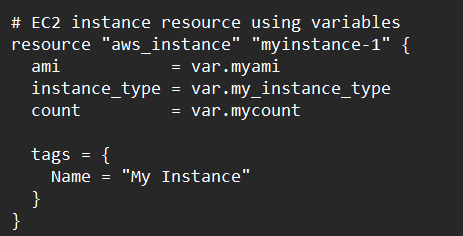 # EC2 instance resource using variables
resource "aws_instance" "myinstance-1" {
  ami           = var.myami
  instance_type = var.my_instance_type
  count         = var.mycount

  tags = {
    Name = "My Instance"
  }
}